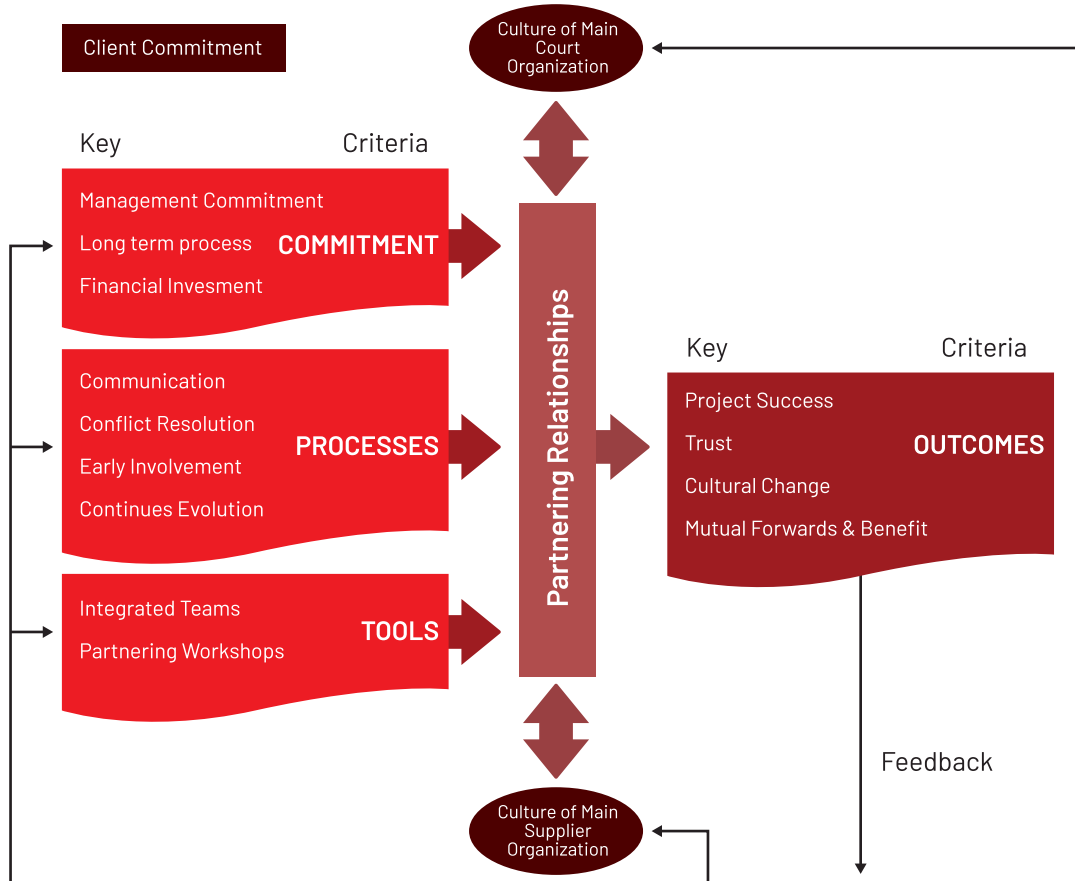 Client Commitment
Culture of Main
Court
Organization
Key
Criteria
Management Commitment
Long term process
COMMITMENT
Financial Invesment
Communication
Conflict Resolution
PROCESSES
Early Involvement
Continues Evolution
Integrated Teams
TOOLS
Partnering Workshops
Partnering Relationships
Key
Criteria
Project Success
Trust
OUTCOMES
Cultural Change
Mutual Forwards & Benefit
Feedback
Culture of Main
Supplier
Organization